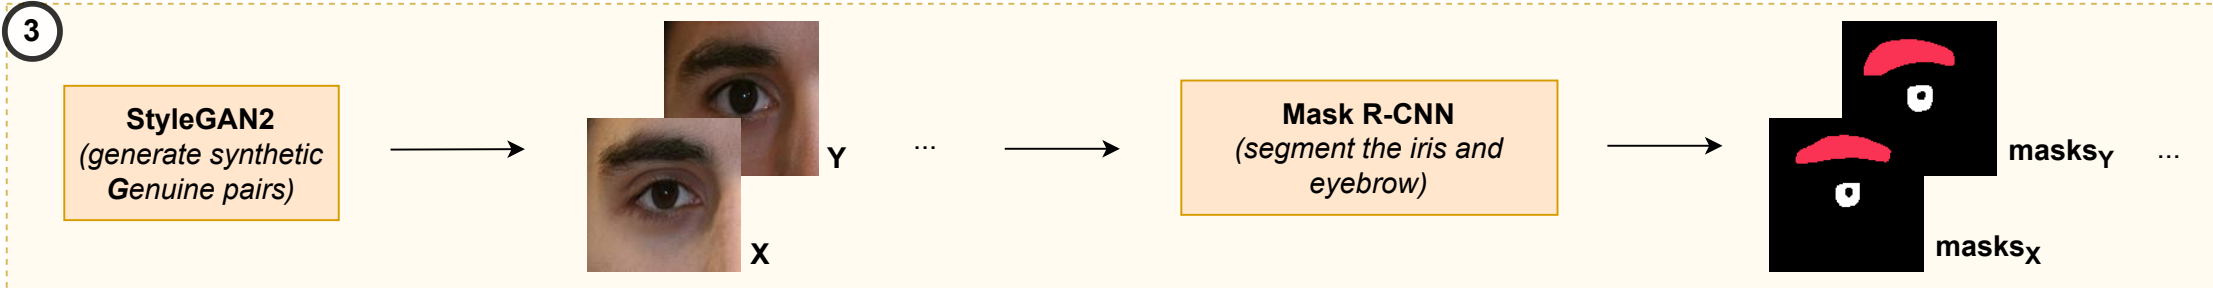 3
StyleGAN2
(generate synthetic
Genuine pairs)
X
Y
...
Mask R-CNN
(segment the iris and
eyebrow)
masksY
...
masksX